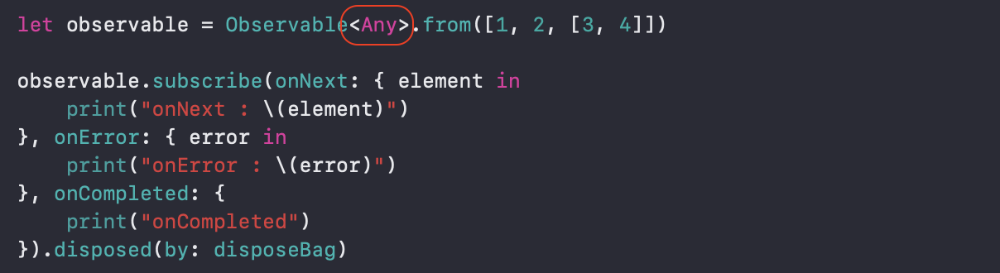 let observable = Observable<Any>.from([1, 2, [3, 4]])
observable.subscribe(onNext: { element in
    print("onNext : \(element)")
}, onError: { error in
    print("onError : \(error)")
}, onCompleted: {
    print("onCompleted")
}).disposed(by: disposeBag)